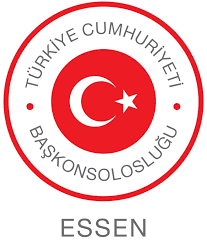 TÜRKİYE CUMHURİYETİ
BAŞKONSOLOSLUĞU
ESSEN